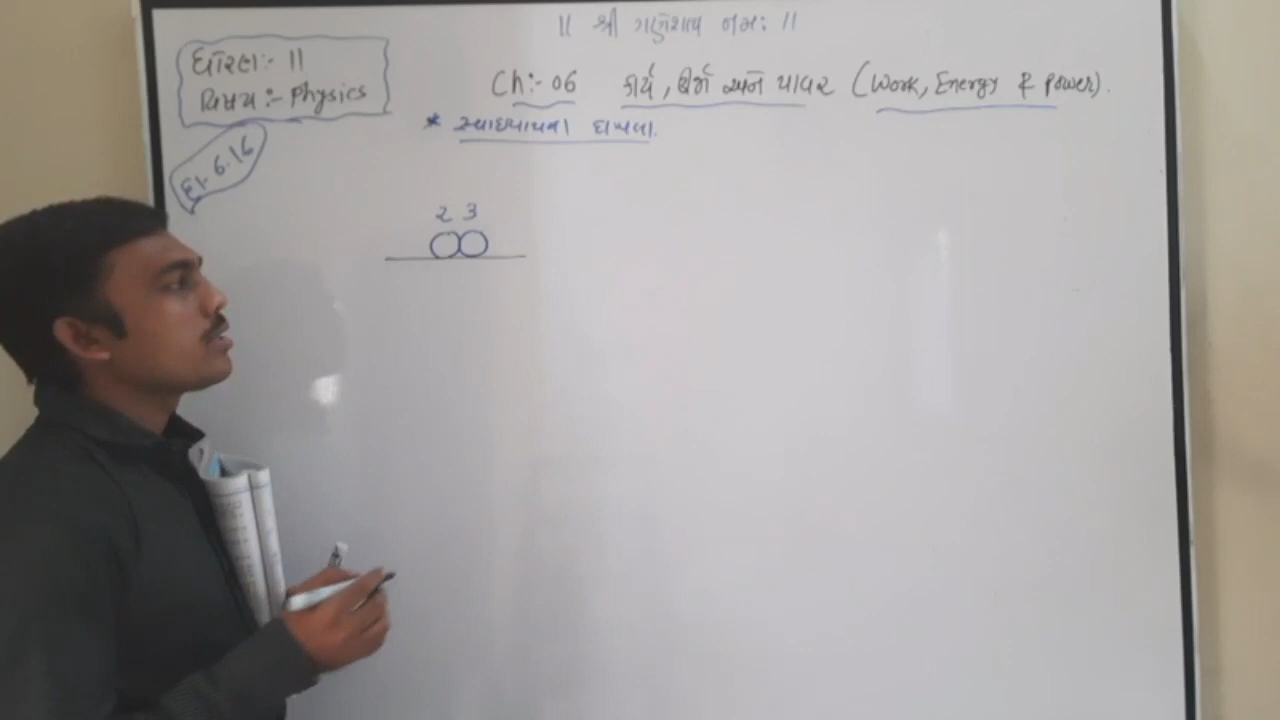 ॥ શ્રી ગણેશાય નમઃ ॥
ધોરણ:- 11
વિષય:- Physics
Ch:- 06 કાર્ય, ઊર્જા અને પાવર (Work, Energy & Power).
* સ્વાધ્યાયના દાખલા.
દા. 6.16
2 3